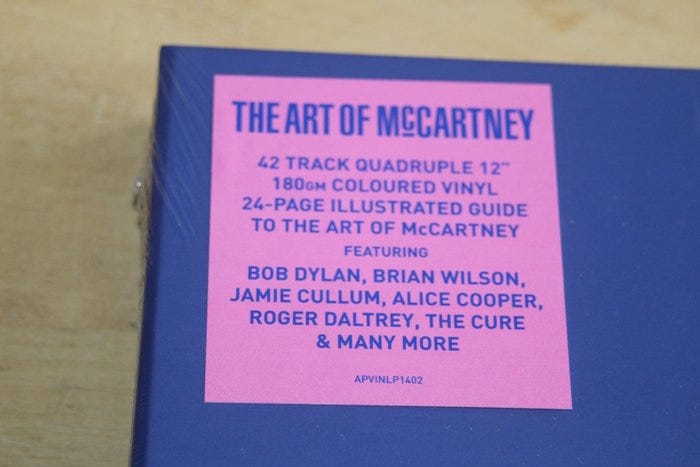 THE ART OF McCARTNEY
42 TRACK QUADRUPLE 12"
180GM COLOURED VINYL
24-PAGE ILLUSTRATED GUIDE
TO THE ART OF McCARTNEY
FEATURING
BOB DYLAN, BRIAN WILSON,
JAMIE CULLUM, ALICE COOPER,
ROGER DALTREY, THE CURE
& MANY MORE
APVINLP1402